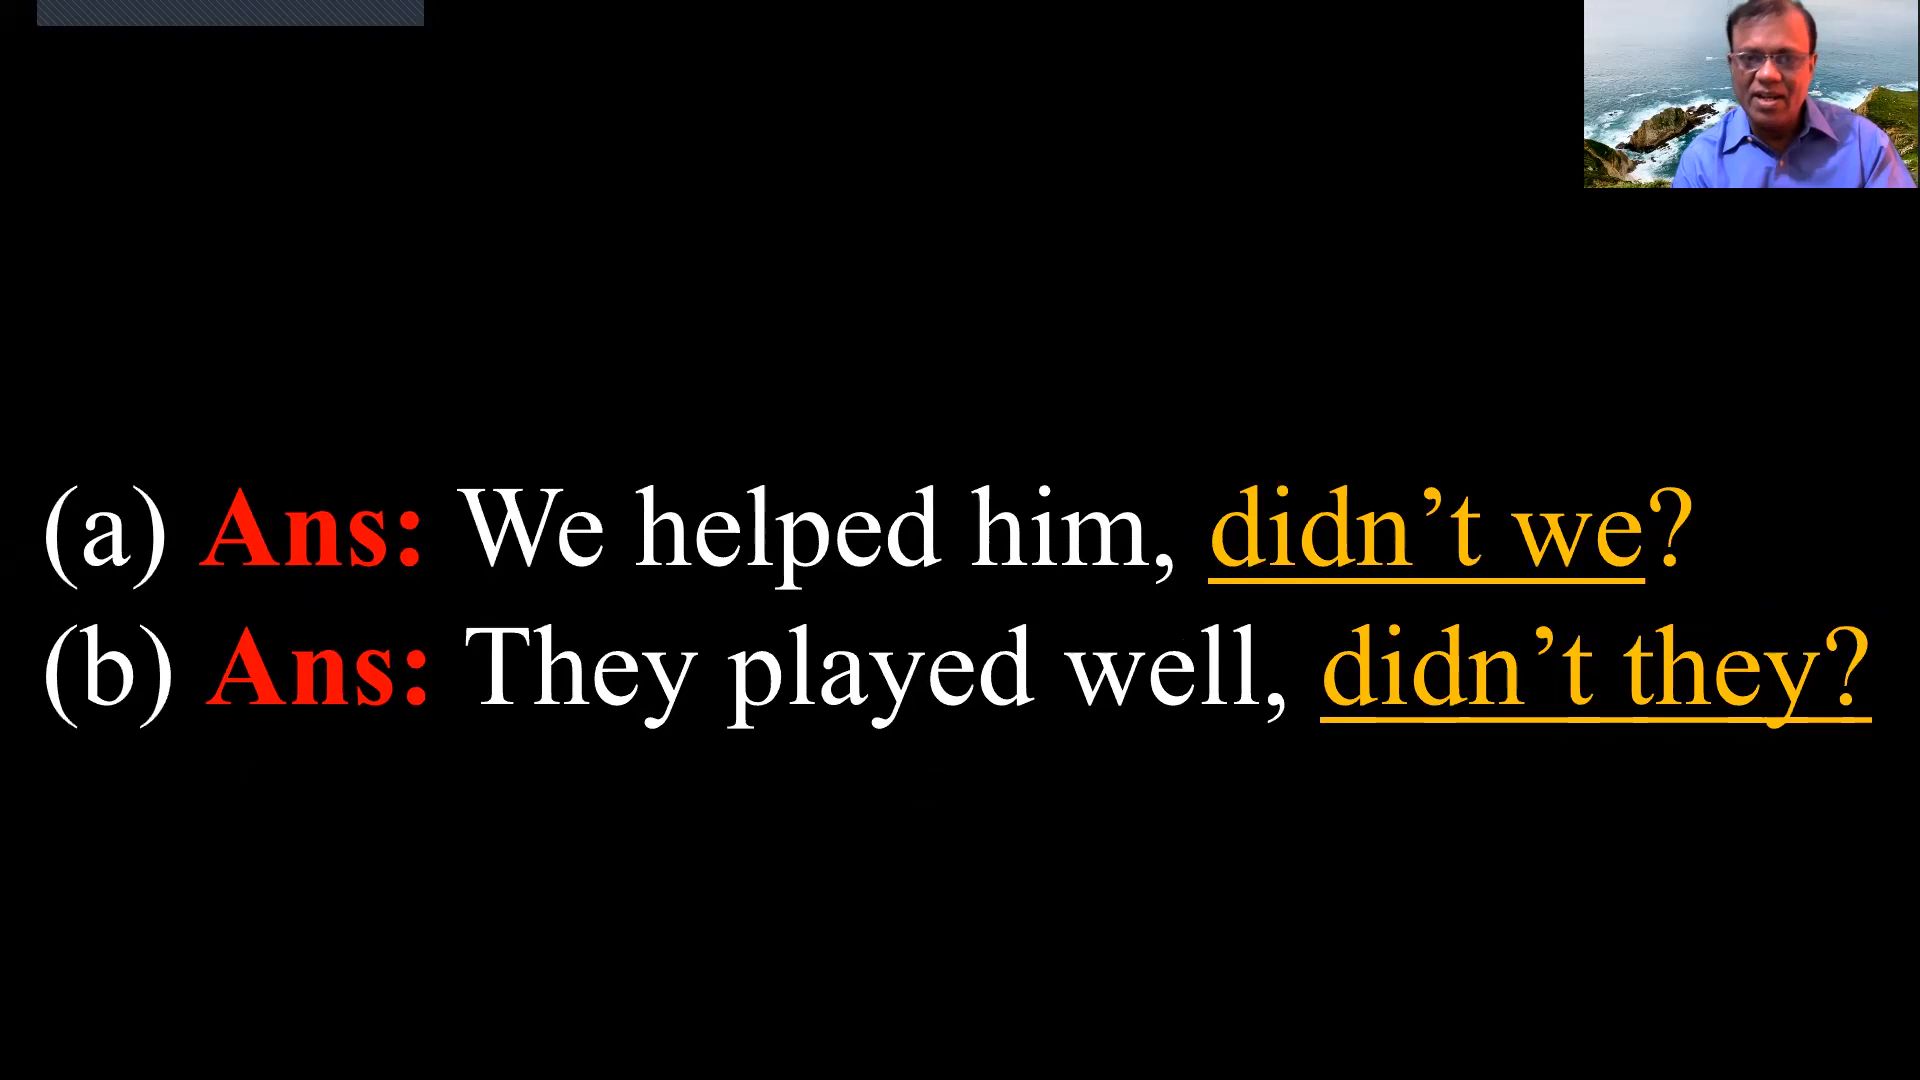 (a) Ans: We helped him, didn’t we?
(b) Ans: They played well, didn’t they?